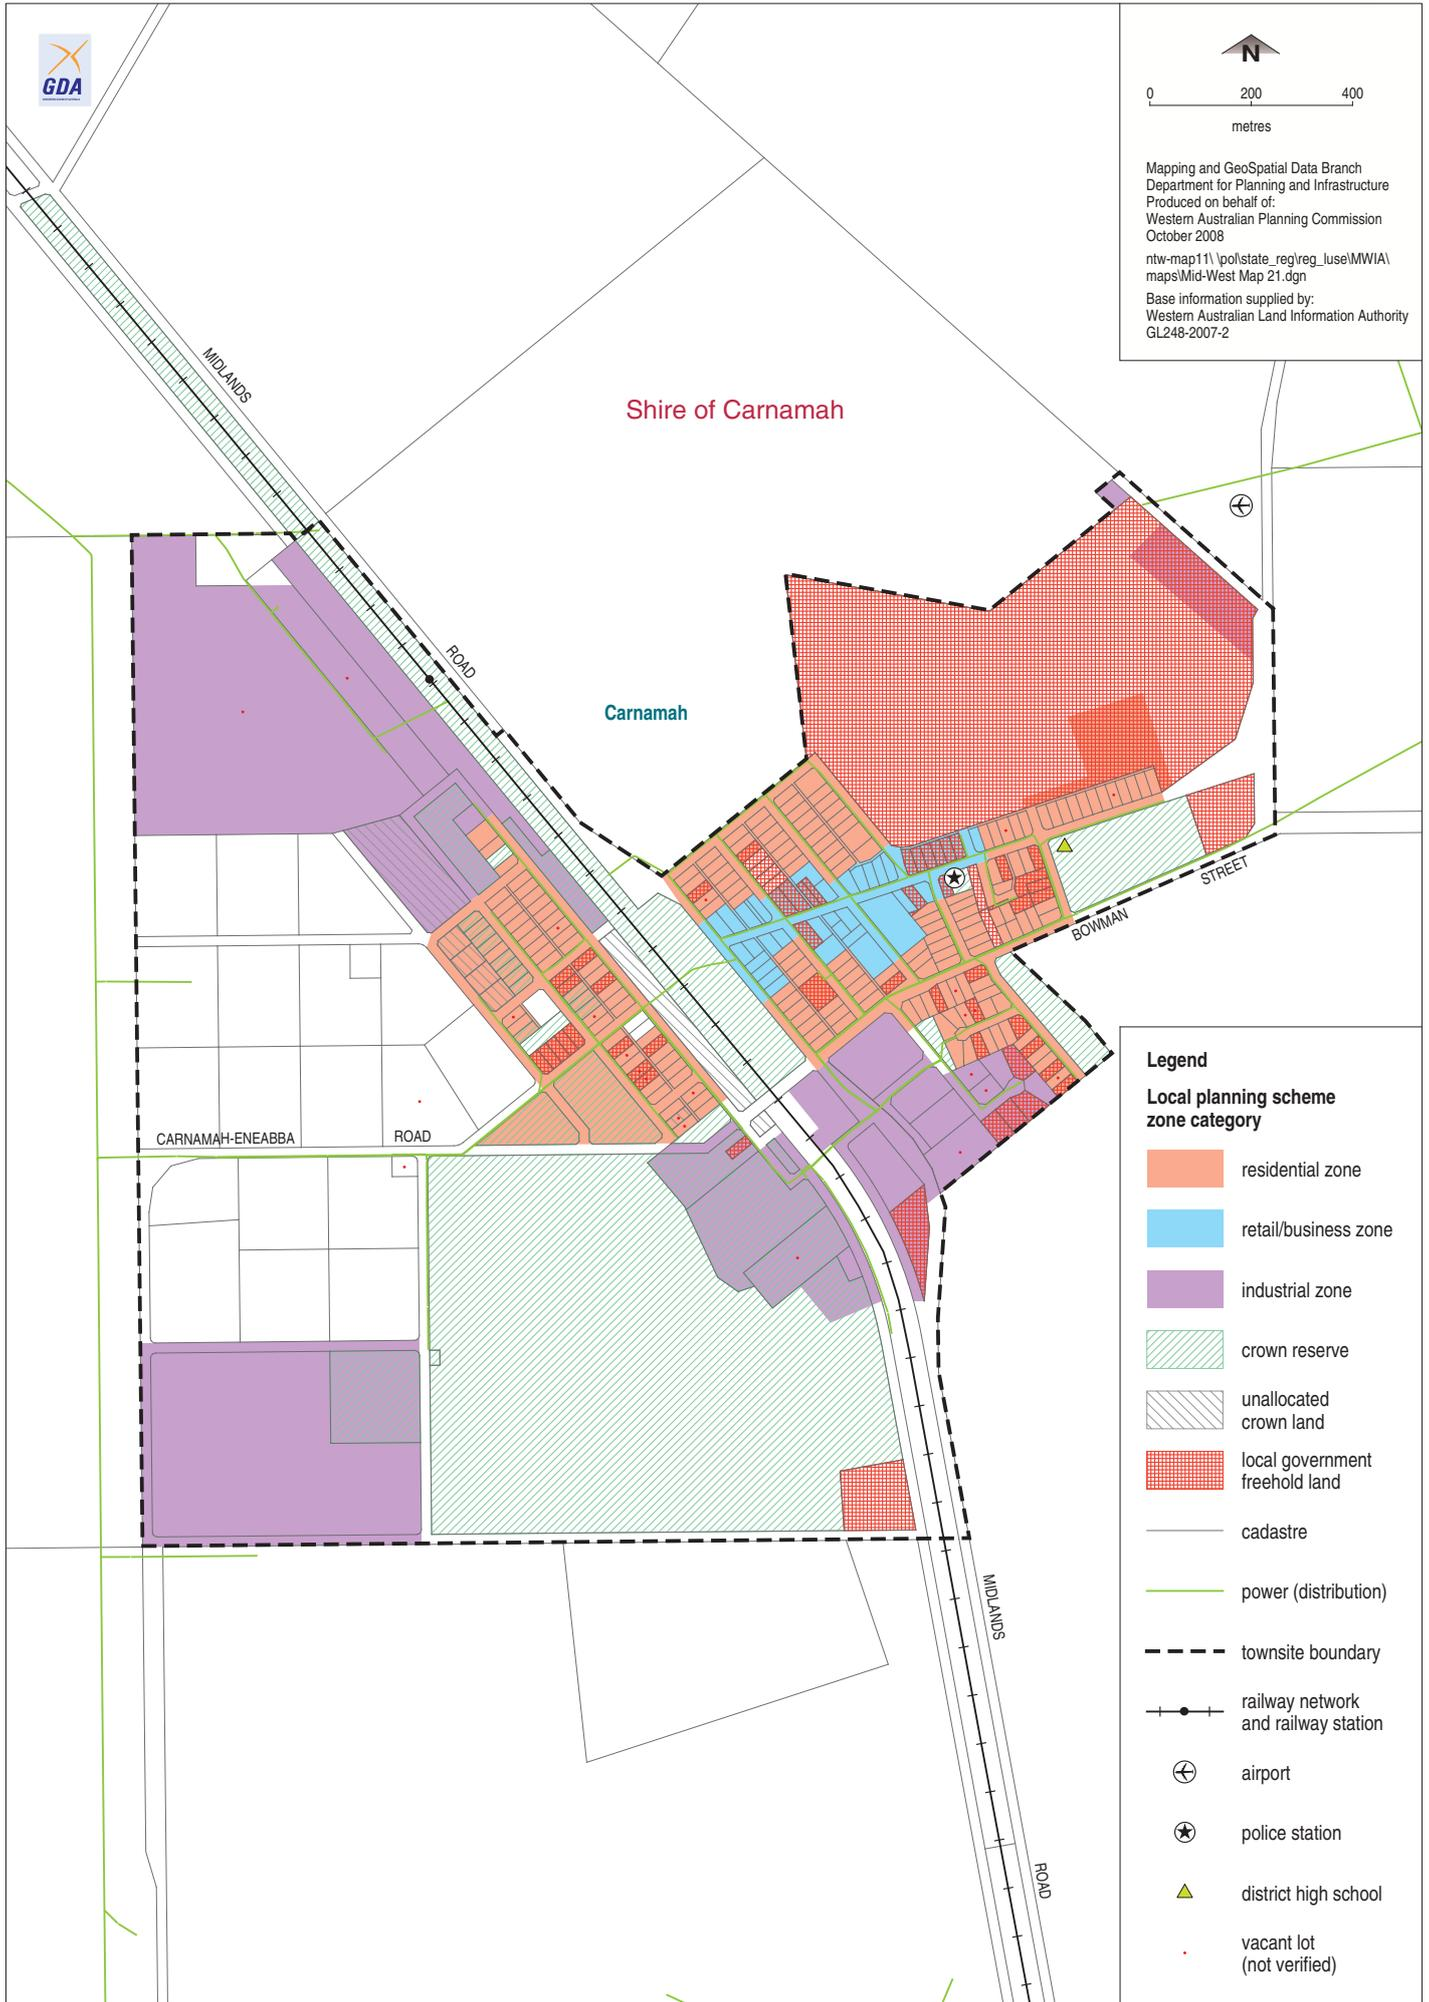 GDA
N
0 200 400
metres
Mapping and GeoSpatial Data Branch
Department for Planning and Infrastructure
Produced on behalf of:
Western Australian Planning Commission
October 2008
ntw-map11\ \pol\state_reg\reg_luse\MWIA\
maps\Mid-West Map 21.dgn
Base information supplied by:
Western Australian Land Information Authority
GL248-2007-2
MIDLANDS
Shire of Carnamah
ROAD
Carnamah
STREET
BOWMAN
CARNAMAH-ENEABBA ROAD
MIDLANDS
ROAD
Legend
Local planning scheme
zone category
residential zone
retail/business zone
industrial zone
crown reserve
unallocated
crown land
local government
freehold land
cadastre
power (distribution)
townsite boundary
railway network
and railway station
airport
police station
district high school
vacant lot
(not verified)